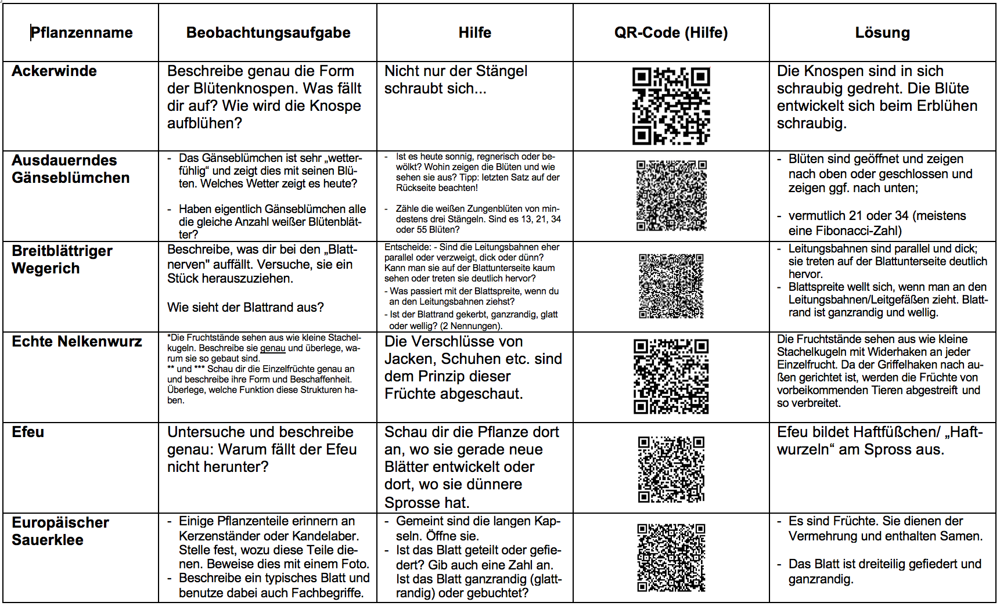 Pflanzenname
Beobachtungsaufgabe
Hilfe
QR-Code (Hilfe)
Lösung
Ackerwinde
Beschreibe genau die Form
der Blütenknospen. Was fällt
dir auf? Wie wird die Knospe
aufblühen?
Nicht nur der Stängel
schraubt sich...
Die Knospen sind in sich
schraubig gedreht. Die Blüte
entwickelt sich beim Erblühen
schraubig.
Ausdauerndes
Gänseblümchen
- Das Gänseblümchen ist sehr „wetter-
fühlig“ und zeigt dies mit seinen Blü-
ten. Welches Wetter zeigt es heute?
- Haben eigentlich Gänseblümchen alle
die gleiche Anzahl weißer Blütenblät-
ter?
- Ist es heute sonnig, regnerisch oder be-
wölkt? Wohin zeigen die Blüten und wie
sehen sie aus? Tipp: letzten Satz auf der
Rückseite beachten!
- Zähle die weißen Zungenblüten von min-
destens drei Stängeln. Sind es 13, 21, 34
oder 55 Blüten?
- Blüten sind geöffnet und zeigen
nach oben oder geschlossen und
zeigen ggf. nach unten;
- vermutlich 21 oder 34 (meistens
eine Fibonacci-Zahl)
Breitblättriger
Wegerich
Beschreibe, was dir bei den „Blatt-
nerven" auffällt. Versuche, sie ein
Stück herauszuziehen.
Wie sieht der Blattrand aus?
Entscheide: - Sind die Leitungsbahnen eher
parallel oder verzweigt, dick oder dünn?
Kann man sie auf der Blattunterseite kaum
sehen oder treten sie deutlich hervor?
- Was passiert mit der Blattspreite, wenn du
an den Leitungsbahnen ziehst?
- Ist der Blattrand gekerbt, ganzrandig, glatt
oder wellig? (2 Nennungen).
- Leitungsbahnen sind parallel und dick;
sie treten auf der Blattunterseite deutlich
hervor.
- Blattspreite wellt sich, wenn man an den
Leitungsbahnen/Leitgefäßen zieht. Blatt-
rand ist ganzrandig und wellig.
Echte Nelkenwurz
*Die Fruchtstände sehen aus wie kleine Stachel-
kugeln. Beschreibe sie genau und überlege, wa-
rum sie so gebaut sind.
** und *** Schau dir die Einzelfrüchte genau an
und beschreibe ihre Form und Beschaffenheit.
Überlege, welche Funktion diese Strukturen ha-
ben.
Die Verschlüsse von
Jacken, Schuhen etc. sind
dem Prinzip dieser
Früchte abgeschaut.
Die Fruchtstände sehen aus wie kleine
Stachelkugeln mit Widerhaken an jeder
Einzelfrucht. Da der Griffelhaken nach au-
ßen gerichtet ist, werden die Früchte von
vorbeikommenden Tieren abgestreift und
so verbreitet.
Efeu
Untersuche und beschreibe
genau: Warum fällt der Efeu
nicht herunter?
Schau dir die Pflanze dort
an, wo sie gerade neue
Blätter entwickelt oder
dort, wo sie dünnere
Sprosse hat.
Efeu bildet Haftfüßchen/ „Haft-
wurzeln“ am Spross aus.
Europäischer
Sauerklee
- Einige Pflanzenteile erinnern an
Kerzenständer oder Kandelaber.
Stelle fest, wozu diese Teile die-
nen. Beweise dies mit einem Foto.
- Beschreibe ein typisches Blatt und
benutze dabei auch Fachbegriffe.
- Gemeint sind die langen Kap-
seln. Öffne sie.
- Ist das Blatt geteilt oder gefie-
dert? Gib auch eine Zahl an.
Ist das Blatt ganzrandig (glatt-
randig) oder gebuchtet?
- Es sind Früchte. Sie dienen der
Vermehrung und enthalten Samen.
- Das Blatt ist dreiteilig gefiedert und
ganzrandig.